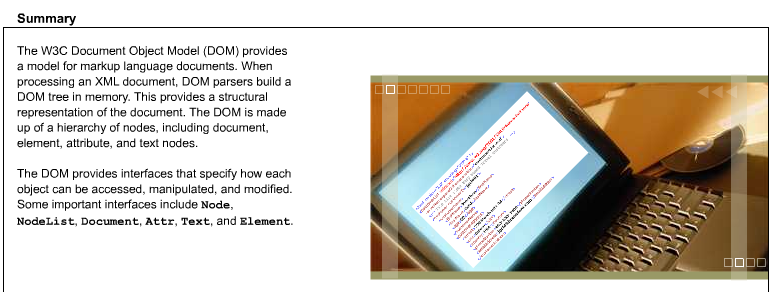 Summary
The W3C Document Object Model (DOM) provides
a model for markup language documents. When
processing an XML document, DOM parsers build a
DOM tree in memory. This provides a structural
representation of the document. The DOM is made
up of a hierarchy of nodes, including document,
element, attribute, and text nodes.
The DOM provides interfaces that specify how each
object can be accessed, manipulated, and modified.
Some important interfaces include Node,
NodeList, Document, Attr, Text, and Element.